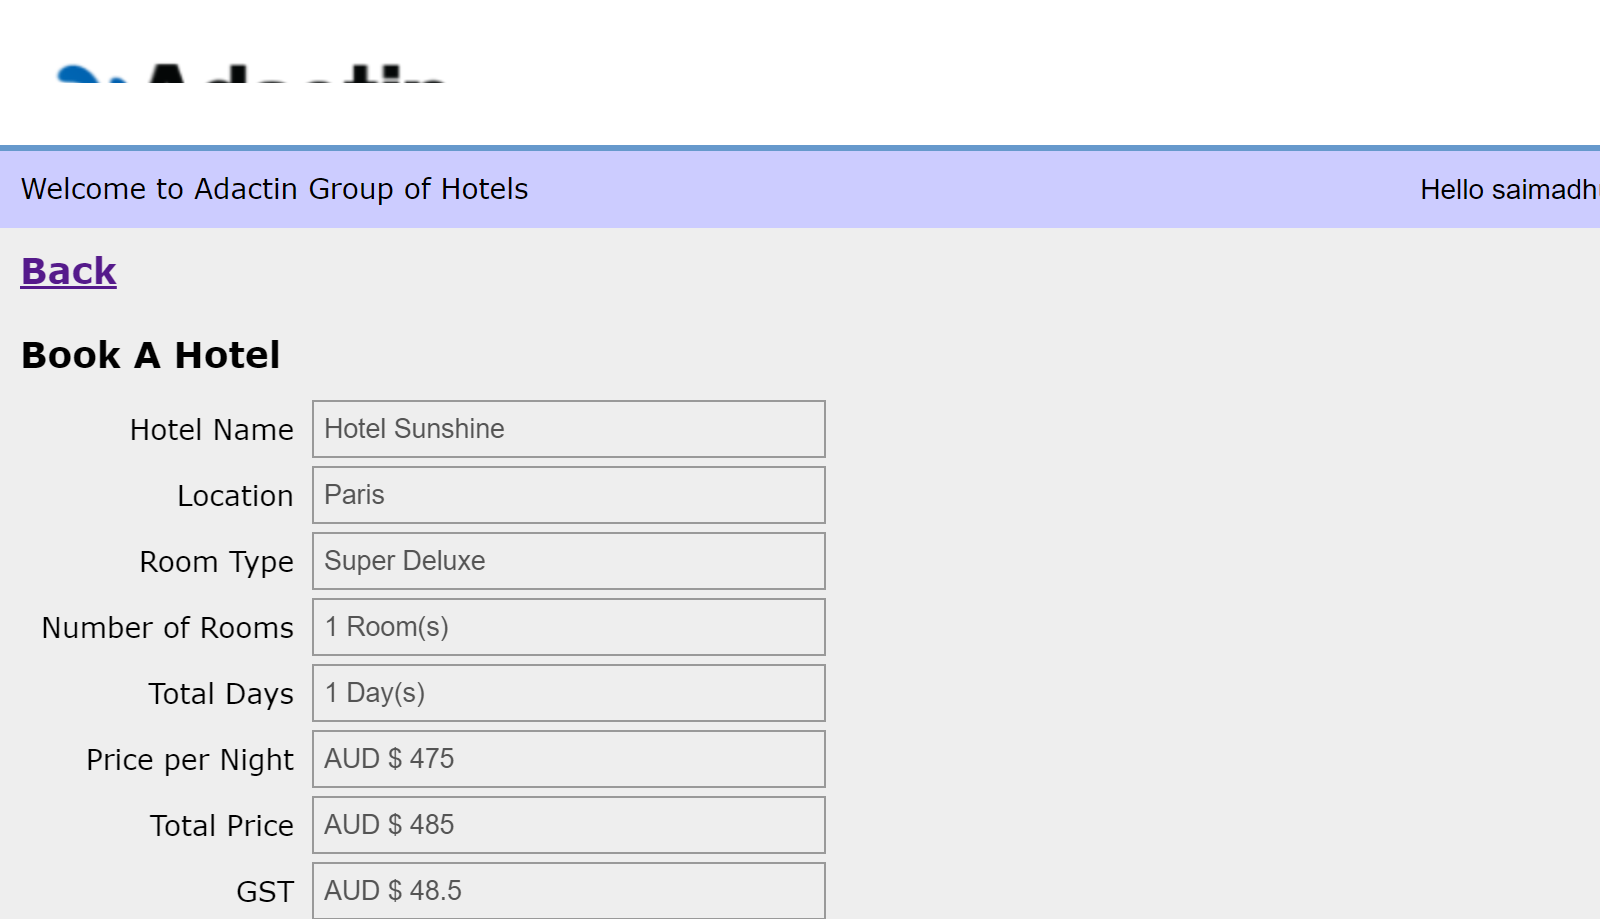 Welcome to Adactin Group of Hotels
Hello
Back
Book A Hotel
Hotel Name Hotel Sunshine
Location Paris
Room Type Super Deluxe
Number of Rooms 1 Room(s)
Total Days 1 Day(s)
Price per Night AUD $ 475
Total Price AUD $ 485
GST AUD $ 48.5